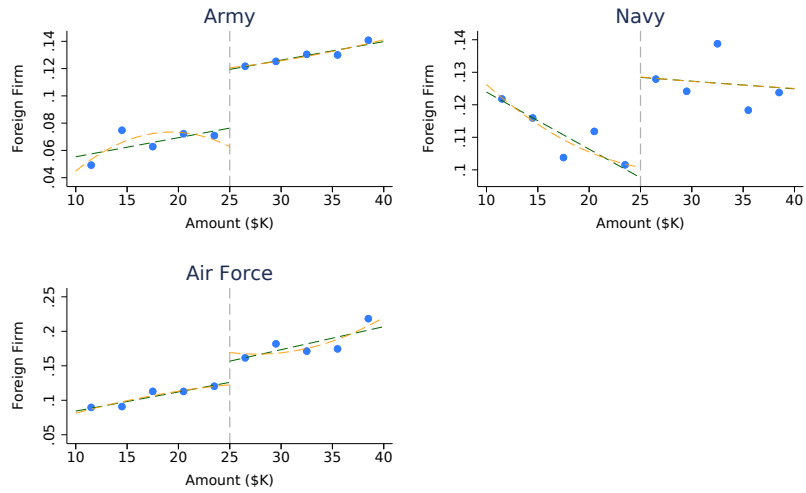 Army
Foreign Firm
.14
.12
.1
.08
.06
.04
10 15 20 25 30 35 40
Amount ($K)
Navy
Foreign Firm
.14
.13
.12
.11
.1
10 15 20 25 30 35 40
Amount ($K)
Air Force
Foreign Firm
.25
.2
.15
.1
.05
10 15 20 25 30 35 40
Amount ($K)